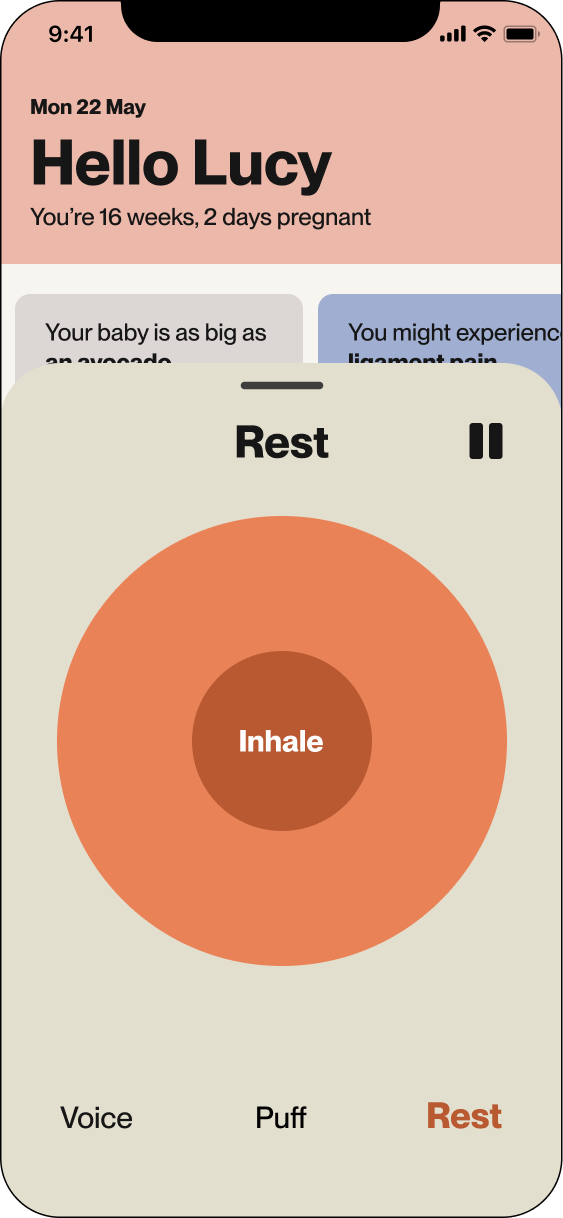 9:41
Mon 22 May
Hello Lucy
You’re 16 weeks, 2 days pregnant
Your baby is as big as
an avocado
You might experienc
ligament pain
Rest
Inhale
Voice
Puff
Rest